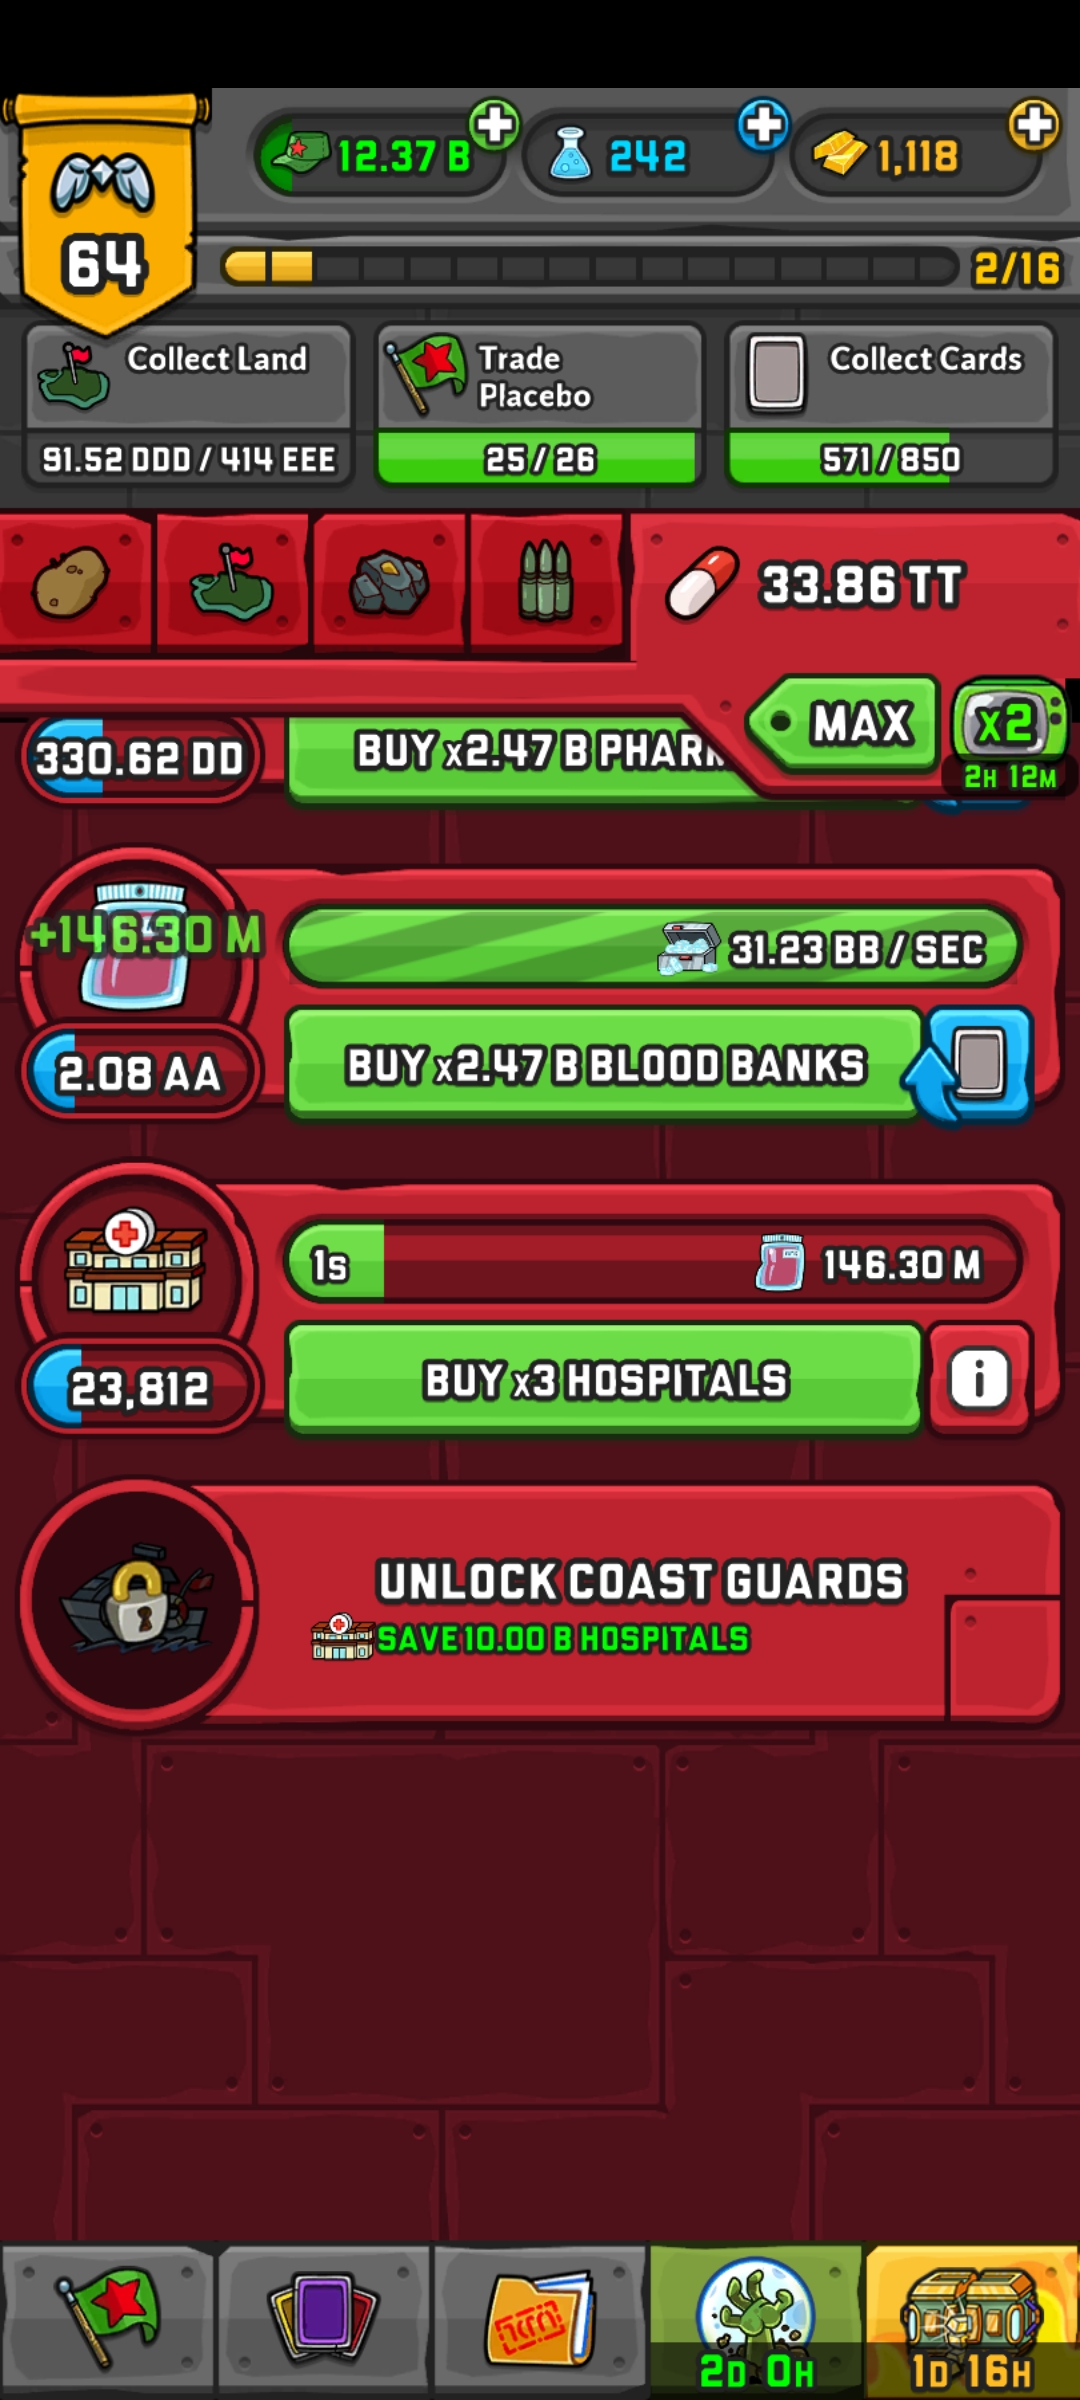 12.37 B
242
1,118
64
2/16
Collect Land
91.52 DDD / 414 EEE
Trade
Placebo
25 / 26
Collect Cards
571 / 850
33.86 TT
MAX
x2
2H 12M
330.62 DD
BUY x2.47 B PHAR
+146.30 M
31.23 BB / SEC
2.08 AA
BUY x2.47 B BLOOD BANKS
1s
146.30 M
23,812
BUY x3 HOSPITALS
i
UNLOCK COAST GUARDS
SAVE 10.00 B HOSPITALS
2D 0H
1D 16H